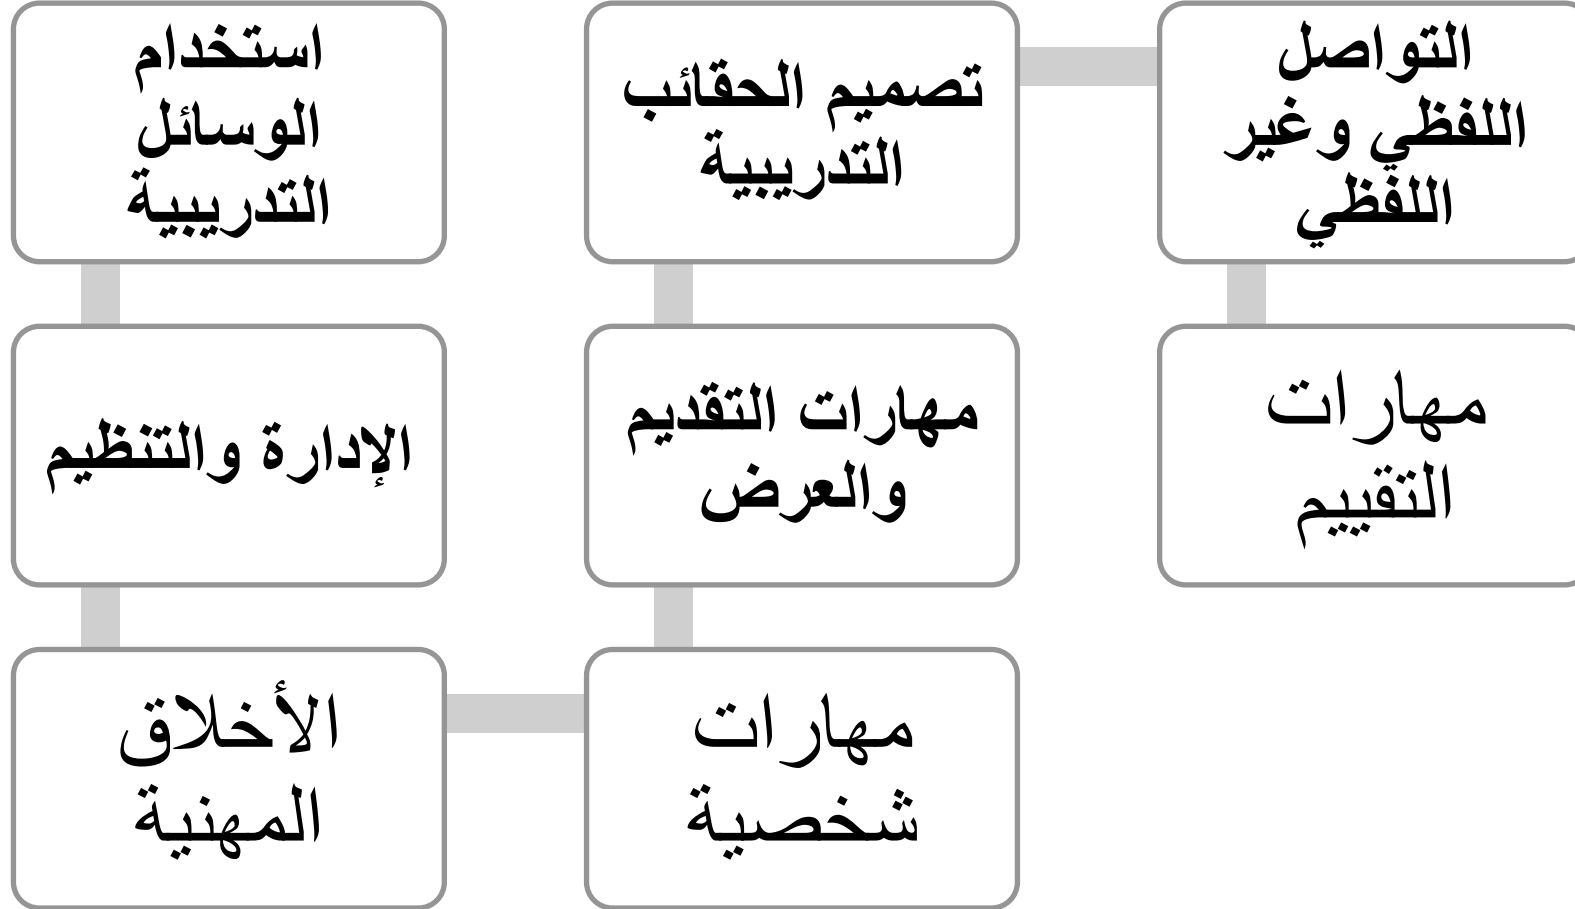 استخدام
الوسائل
التدريبية
الإدارة والتنظيم
الأخلاق
المهنية
مهارات
شخصية
مهارات التقديم
والعرض
تصميم الحقائب
التدريبية
التواصل
اللفظي وغير
اللفظي
مهارات
التقييم